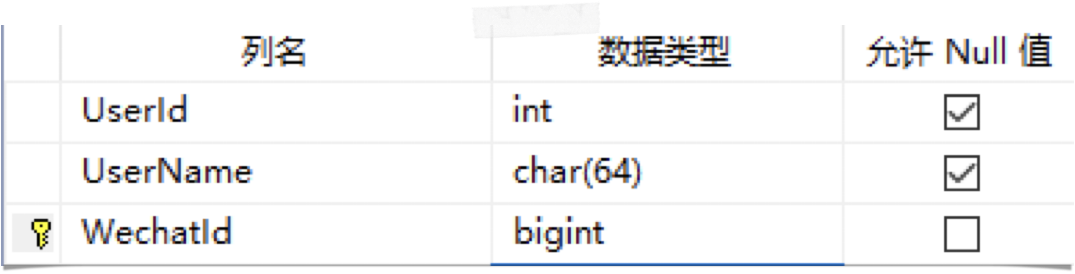 列名 数据类型 允许 Null 值
UserId int
UserName char(64)
WechatId bigint